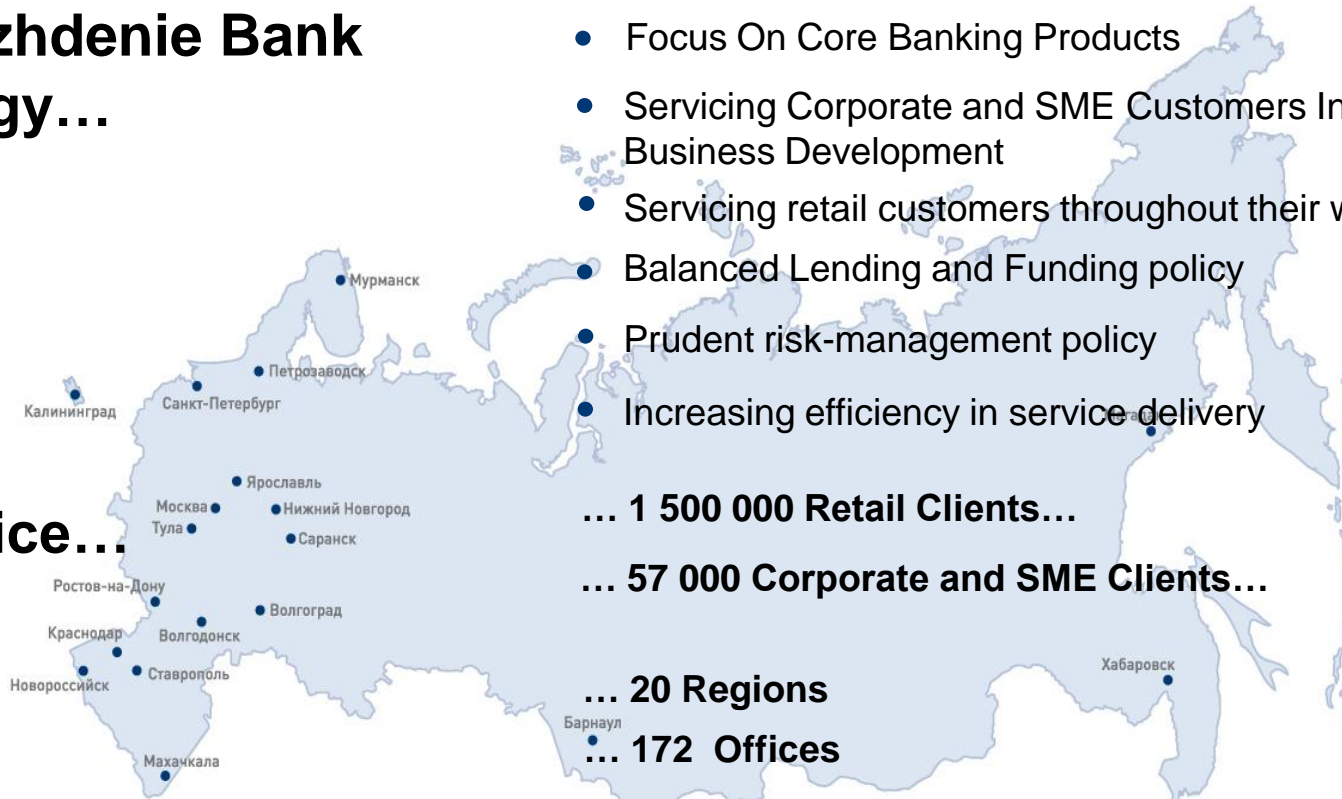 zhdenie Bank
gy…
ice…
• Focus On Core Banking Products
• Servicing Corporate and SME Customers In
Business Development
• Servicing retail customers throughout their w
• Balanced Lending and Funding policy
• Prudent risk-management policy
• Increasing efficiency in service delivery
… 1 500 000 Retail Clients…
… 57 000 Corporate and SME Clients…
… 20 Regions
… 172 Offices
Мурманск
Петрозаводск
Санкт-Петербург
Калининград
Ярославль
Москва
Нижний Новгород
Тула
Саранск
Ростов-на-Дону
Волгоград
Краснодар
Волгодонск
Ставрополь
Новороссийск
Махачкала
Барнаул
Хабаровск